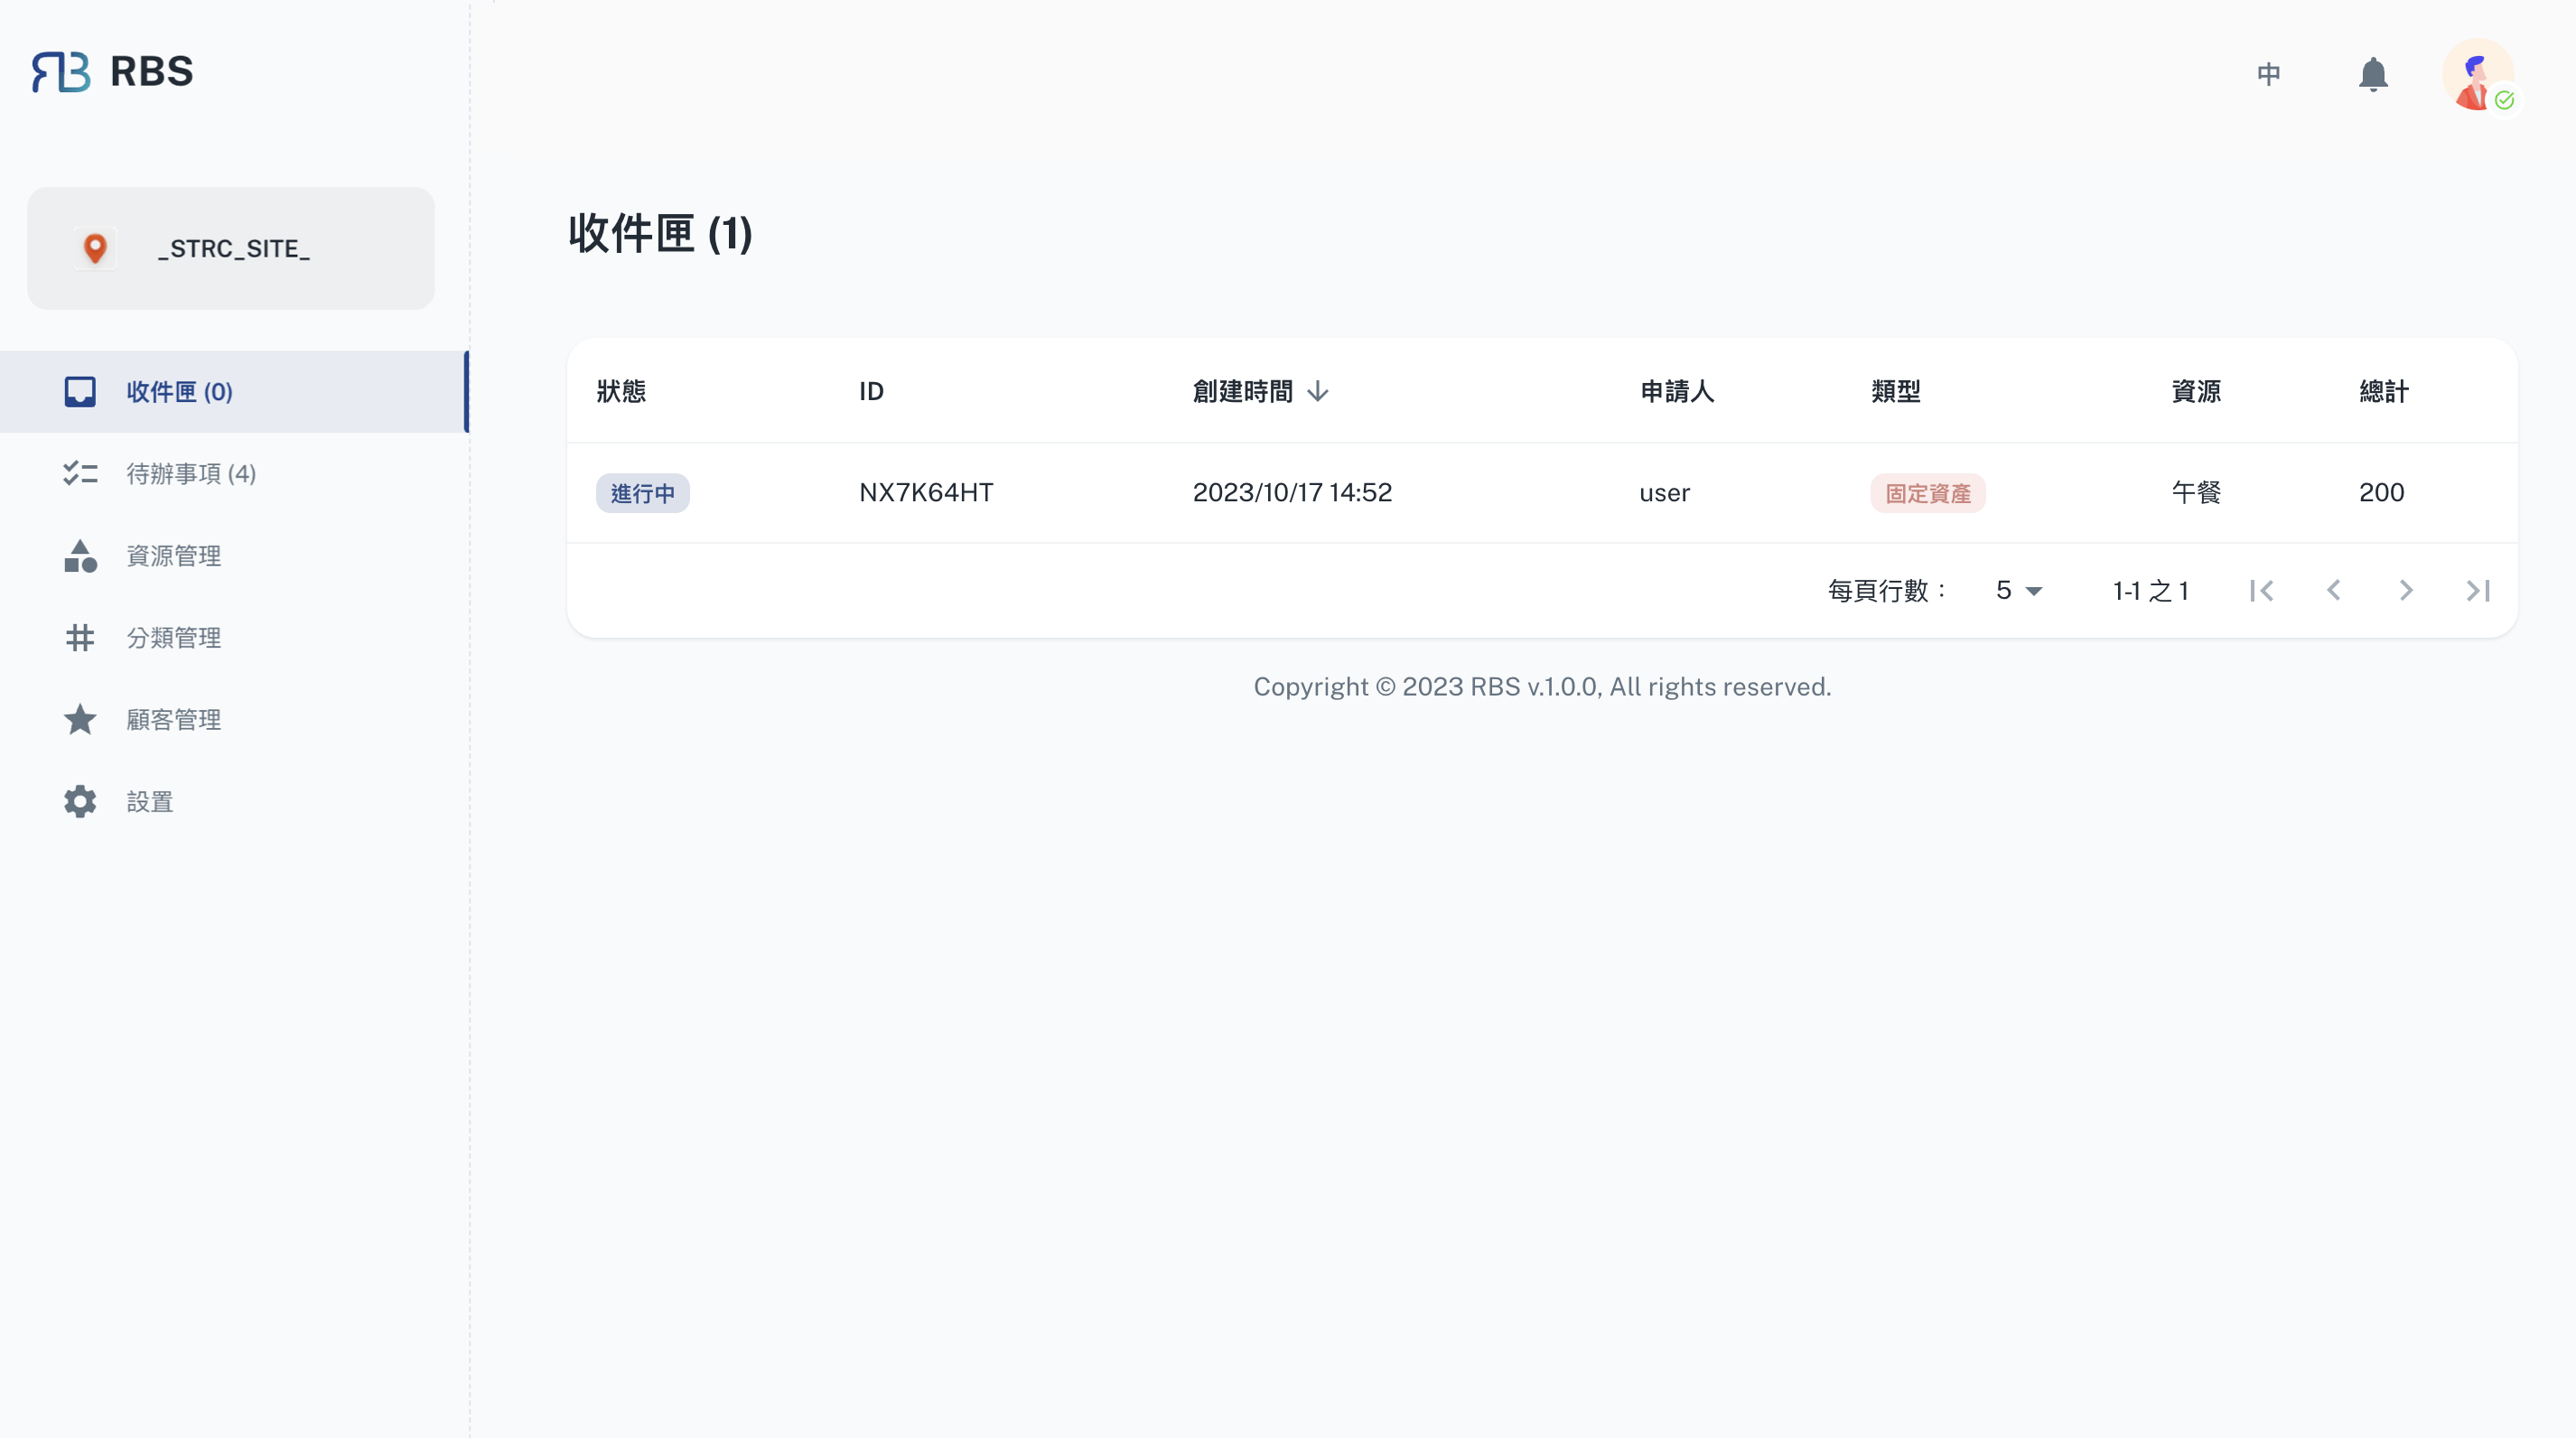 RBS
中
_STRC_SITE_
收件匣 (0)
待辦事項 (4)
資源管理
分類管理
顧客管理
設置
收件匣 (1)
狀態 ID 創建時間 申請人 類型 資源 總計
進行中 NX7K64HT 2023/10/17 14:52 user 固定資產 午餐 200
每頁行數： 5 1-1 之 1
Copyright © 2023 RBS v.1.0.0, All rights reserved.